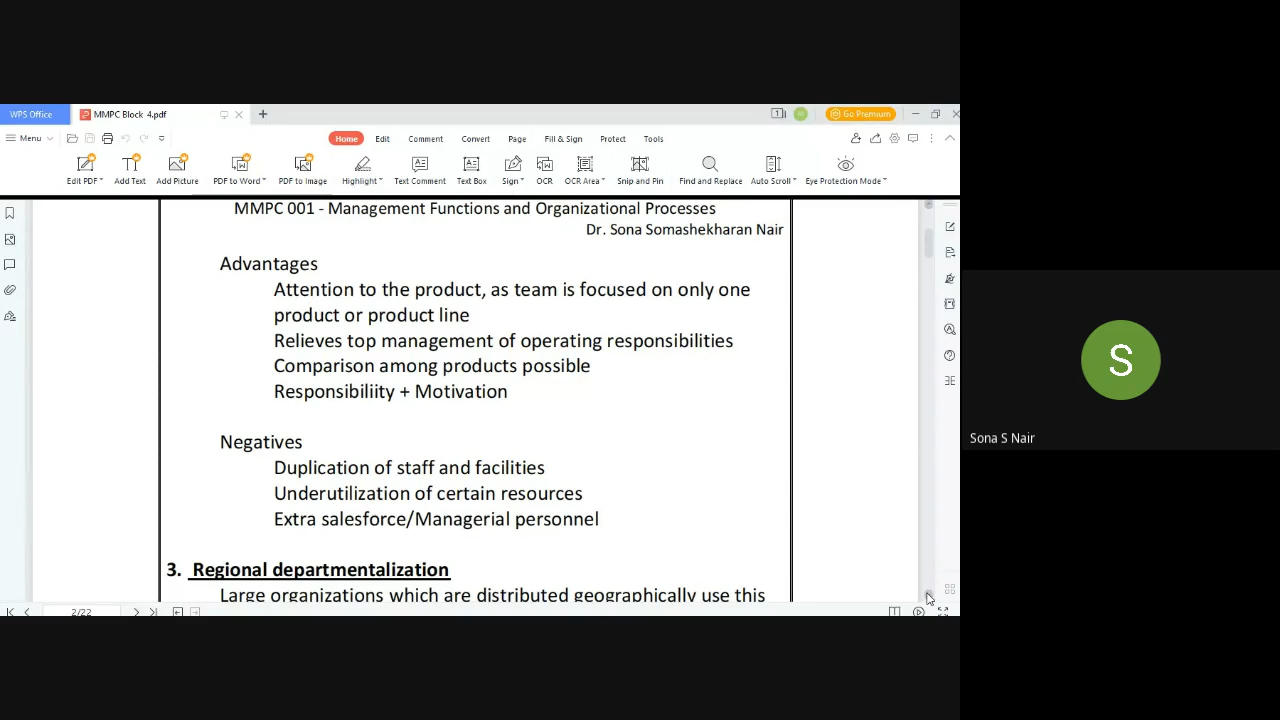 WPS Office
MMPC Block 4.pdf
Go Premium
Menu
Home Edit Comment Convert Page Fill & Sign Protect Tools
Edit PDF Add Text Add Picture PDF to Word PDF to Image Highlight Text Comment Text Box Sign OCR OCR Area Snip and Pin Find and Replace Auto Scroll Eye Protection Mode
MMPC 001 - Management Functions and Organizational Processes
Dr. Sona Somashekharan Nair
Advantages
Attention to the product, as team is focused on only one
product or product line
Relieves top management of operating responsibilities
Comparison among products possible
Responsibiliity + Motivation
Negatives
Duplication of staff and facilities
Underutilization of certain resources
Extra salesforce/Managerial personnel
3. Regional departmentalization
Large organizations which are distributed geographically use this
2/22
S
Sona S Nair